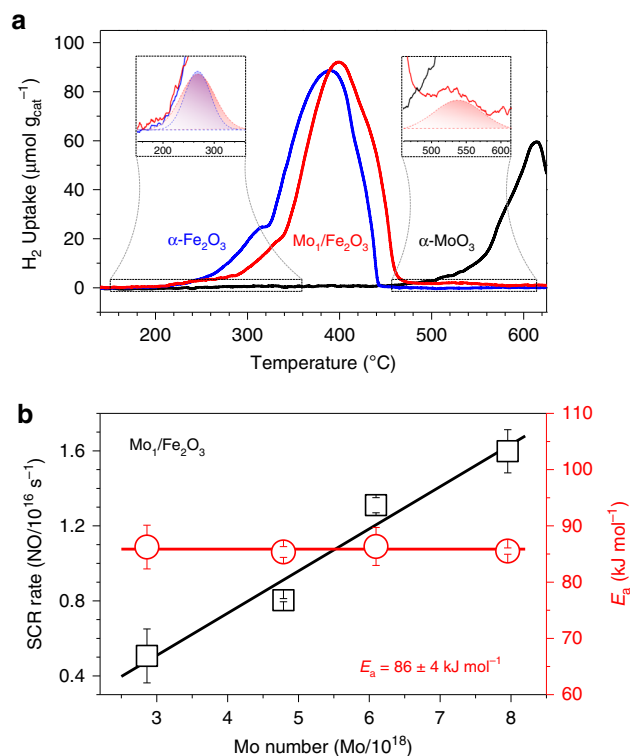 a
100
80
60
40
20
0
H₂ Uptake (μmol g_cat⁻¹)
200 300
500 550 600
α-Fe₂O₃
Mo₁/Fe₂O₃
α-MoO₃
200 300 400 500 600
Temperature (°C)
b
Mo₁/Fe₂O₃
1.6
1.2
0.8
0.4
SCR rate (NO/10¹⁶ s⁻¹)
110
100
90
80
70
60
Eₐ
(kJ mol⁻¹)
Eₐ = 86 ± 4 kJ mol⁻¹
3 4 5 6 7 8
Mo number (Mo/10¹⁸)